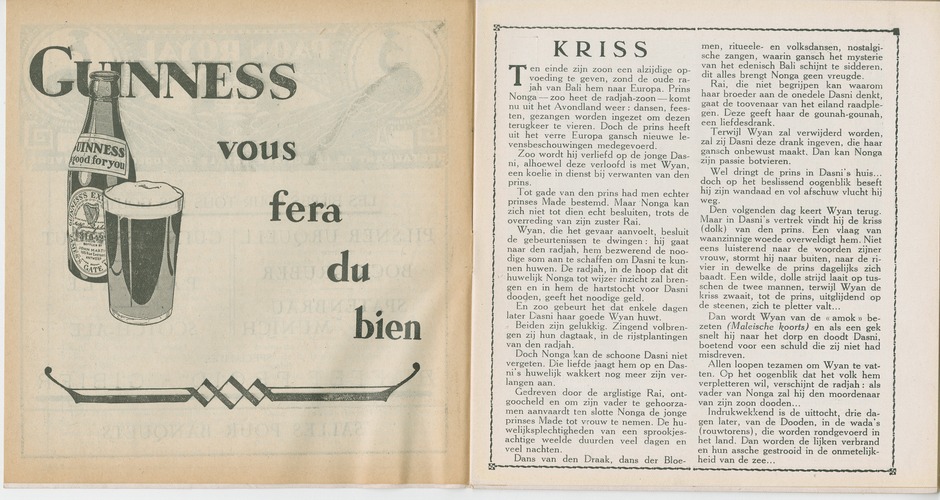 GUINNESS
GUINNESS
good for you
GATE
vous
fera
du
bien
KRISS
Ten einde zijn zoon een alzijdige op-
voeding te geven, zond de oude ra-
jah van Bali hem naar Europa. Prins
Nonga — zoo heet de radjah-zoon — komt
nu uit het Avondland weer : dansen, fees-
ten, gezangen worden ingezet om dezen
terugkeer te vieren. Doch de prins heeft
uit het verre Europa gansch nieuwe le-
vensbeschouwingen medegevoerd.
Zoo wordt hij verliefd op de jonge Das-
ni, alhoewel deze verloofd is met Wyan,
een koelie in dienst bij verwanten van den
prins.
Tot gade van den prins had men echter
prinses Made bestemd. Maar Nonga kan
zich niet tot dien echt besluiten, trots de
overreding van zijn zuster Rai.
Wyan, die het gevaar aanvoelt, besluit
de gebeurtenissen te dwingen : hij gaat
naar den radjah, hem bezwerend de noo-
dige som aan te schaffen om Dasni te kun-
nen huwen. De radjah, in de hoop dat dit
huwelijk Nonga tot wijzer inzicht zal bren-
gen en in hem de hartstocht voor Dasni
dooden, geeft het noodige geld.
En zoo gebeurt het dat enkele dagen
later Dasni haar goede Wyan huwt.
Beiden zijn gelukkig. Zingend volbren-
gen zij hun dagtaak, in de rijstplantingen
van den radjah.
Doch Nonga kan de schoone Dasni niet
vergeten. Die liefde jaagt hem op en Das-
ni's huwelijk wakkert nog meer zijn ver-
langen aan.
Gedreven door de arglistige Rai, ont-
goocheld en om zijn vader te gehoorza-
men aanvaardt ten slotte Nonga de jonge
prinses Made tot vrouw te nemen. De hu-
welijksplechtigheden van een sprookjes-
achtige weelde duurden veel dagen en
veel nachten.
Dans van den Draak, dans der Bloe-
men, ritueele- en volksdansen, nostalgi-
sche zangen, waarin gansch het mysterie
van het edenisch Bali schijnt te sidderen,
dit alles brengt Nonga geen vreugde.
Rai, die niet begrijpen kan waarom
haar broeder aan de onedele Dasni denkt,
gaat de toovenaar van het eiland raadple-
gen. Deze geeft haar de gounah-gounah,
een liefdesdrank.
Terwijl Wyan zal verwijderd worden,
zal zij Dasni deze drank ingeven, die haar
gansch onbewust maakt. Dan kan Nonga
zijn passie botvieren.
Wel dringt de prins in Dasni's huis...
doch op het beslissend oogenblik beseft
hij zijn wandaad en vol afschuw vlucht hij
weg.
Den volgenden dag keert Wyan terug.
Maar in Dasni's vertrek vindt hij de kriss
(dolk) van den prins. Een vlaag van
waanzinnige woede overweldigt hem. Niet
eens luisterend naar de woorden zijner
vrouw, stormt hij naar buiten, naar de ri-
vier in dewelke de prins dagelijks zich
baadt. Een wilde, dolle strijd laait op tus-
schen de twee mannen, terwijl Wyan de
kriss zwaait, tot de prins, uitglijdend op
de steenen, zich te pletter valt...
Dan wordt Wyan van de « amok » be-
zeten (Maleische koorts) en als een gek
snelt hij naar het dorp en doodt Dasni,
boetend voor een schuld die zij niet had
misdreven.
Allen loopen tezamen om Wyan te vat-
ten. Op het oogenblik dat het volk hem
verpletteren wil, verschijnt de radjah : als
vader van Nonga zal hij den moordenaar
van zijn zoon dooden...
Indrukwekkend is de uittocht, drie da-
gen later, van de Dooden, in de wada's
(rouwtorens), die worden rondgevoerd in
het land. Dan worden de lijken verbrand
en hun assche gestrooid in de onmetelijk-
heid van de zee...